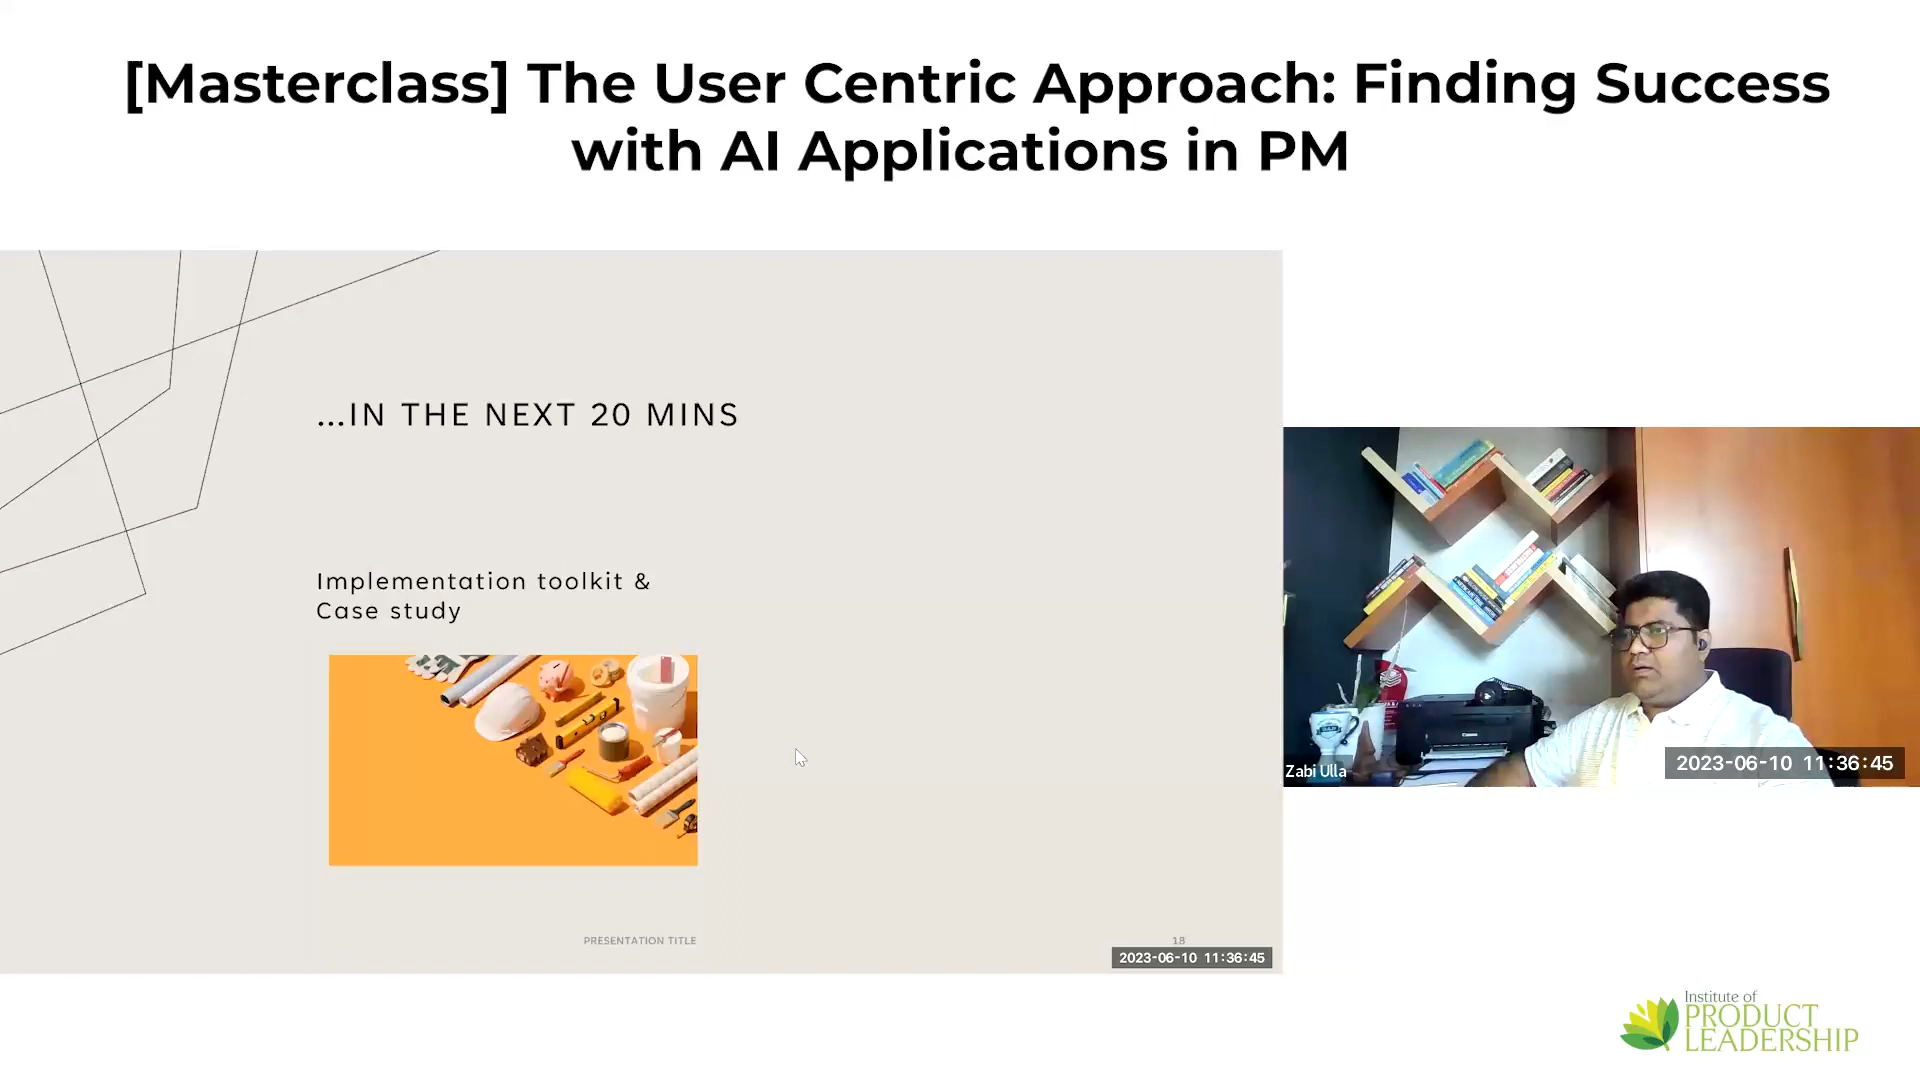 [Masterclass] The User Centric Approach: Finding Success
with AI Applications in PM
...IN THE NEXT 20 MINS
Implementation toolkit &
Case study
PRESENTATION TITLE
18
2023-06-10 11:36:45
Zabi Ulla
2023-06-10 11:36:45
Institute of
PRODUCT
LEADERSHIP